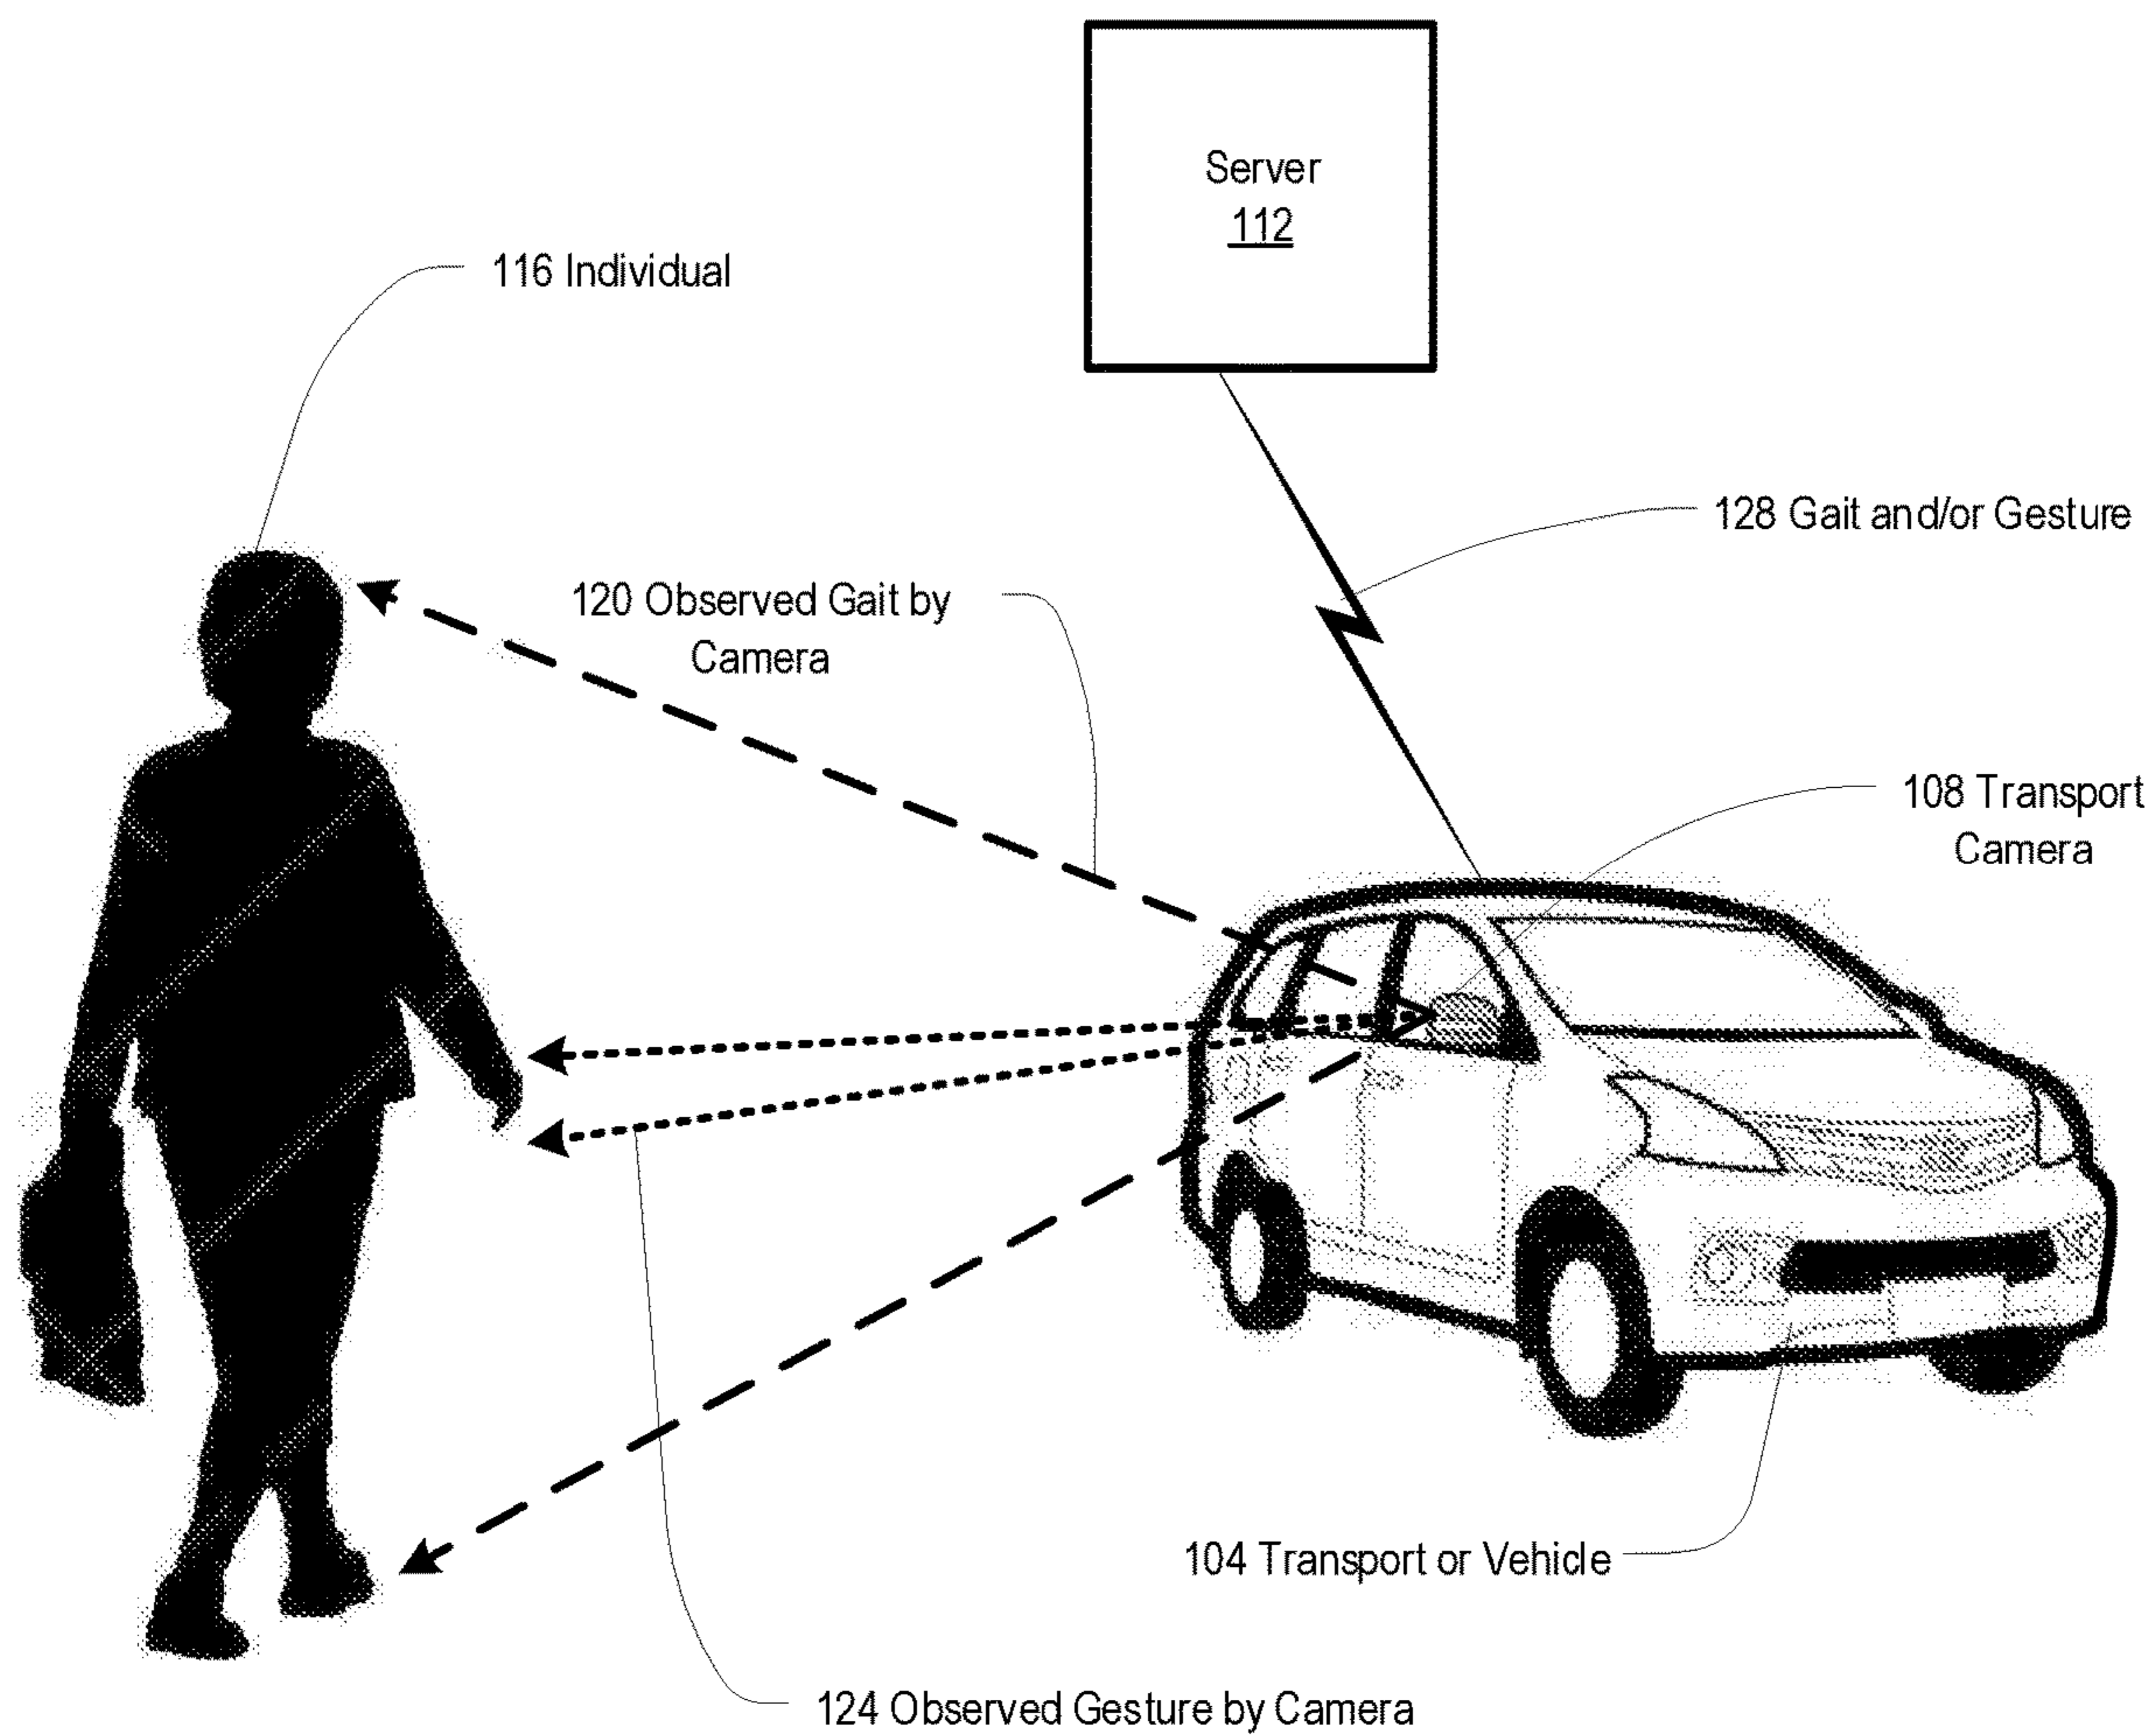 Server
112
116 Individual
128 Gait and/or Gesture
120 Observed Gait by
Camera
108 Transport
Camera
104 Transport or Vehicle
124 Observed Gesture by Camera